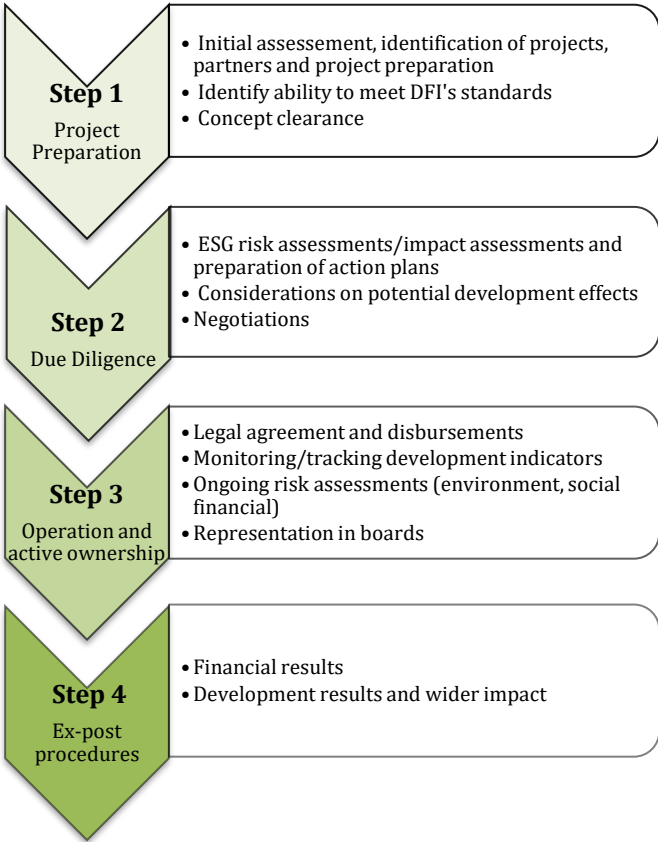 Step 1
Project
Preparation
• Initial assessement, identification of projects,
partners and project preparation
• Identify ability to meet DFI's standards
• Concept clearance
Step 2
Due Diligence
• ESG risk assessments/impact assessments and
preparation of action plans
• Considerations on potential development effects
• Negotiations
Step 3
Operation and
active ownership
• Legal agreement and disbursements
• Monitoring/tracking development indicators
• Ongoing risk assessments (environment, social
financial)
• Representation in boards
Step 4
Ex-post
procedures
• Financial results
• Development results and wider impact